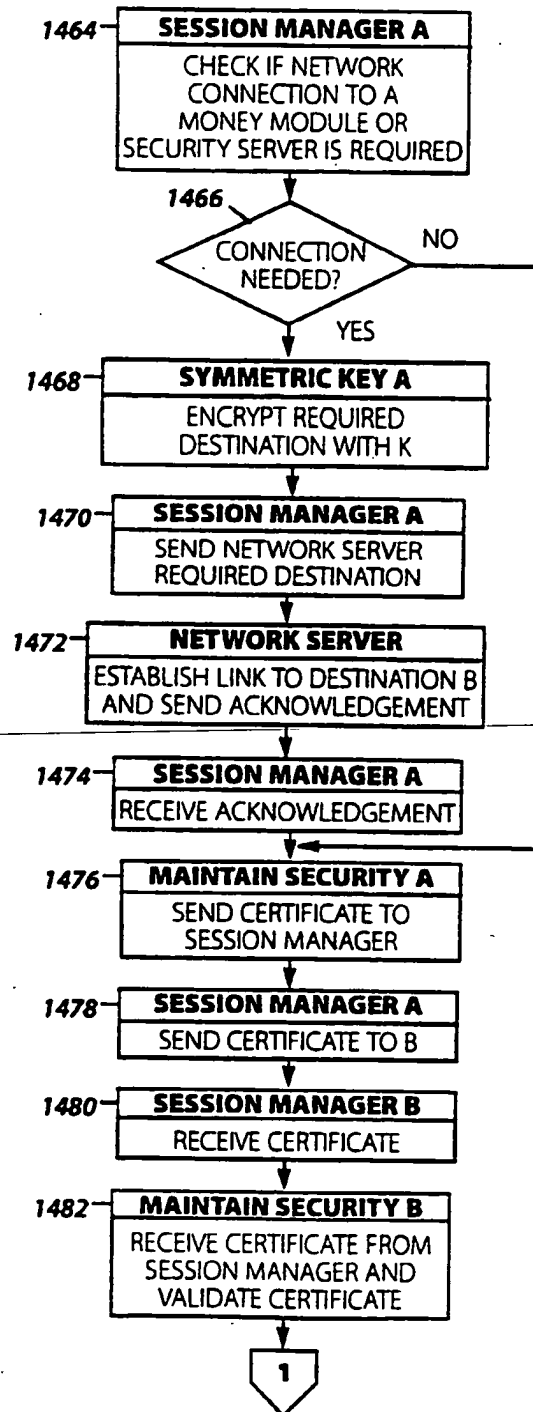 1464
SESSION MANAGER A
CHECK IF NETWORK
CONNECTION TO A
MONEY MODULE OR
SECURITY SERVER IS REQUIRED
1466
CONNECTION
NEEDED?
NO
YES
1468
SYMMETRIC KEY A
ENCRYPT REQUIRED
DESTINATION WITH K
1470
SESSION MANAGER A
SEND NETWORK SERVER
REQUIRED DESTINATION
1472
NETWORK SERVER
ESTABLISH LINK TO DESTINATION B
AND SEND ACKNOWLEDGEMENT
1474
SESSION MANAGER A
RECEIVE ACKNOWLEDGEMENT
1476
MAINTAIN SECURITY A
SEND CERTIFICATE TO
SESSION MANAGER
1478
SESSION MANAGER A
SEND CERTIFICATE TO B
1480
SESSION MANAGER B
RECEIVE CERTIFICATE
1482
MAINTAIN SECURITY B
RECEIVE CERTIFICATE FROM
SESSION MANAGER AND
VALIDATE CERTIFICATE
1